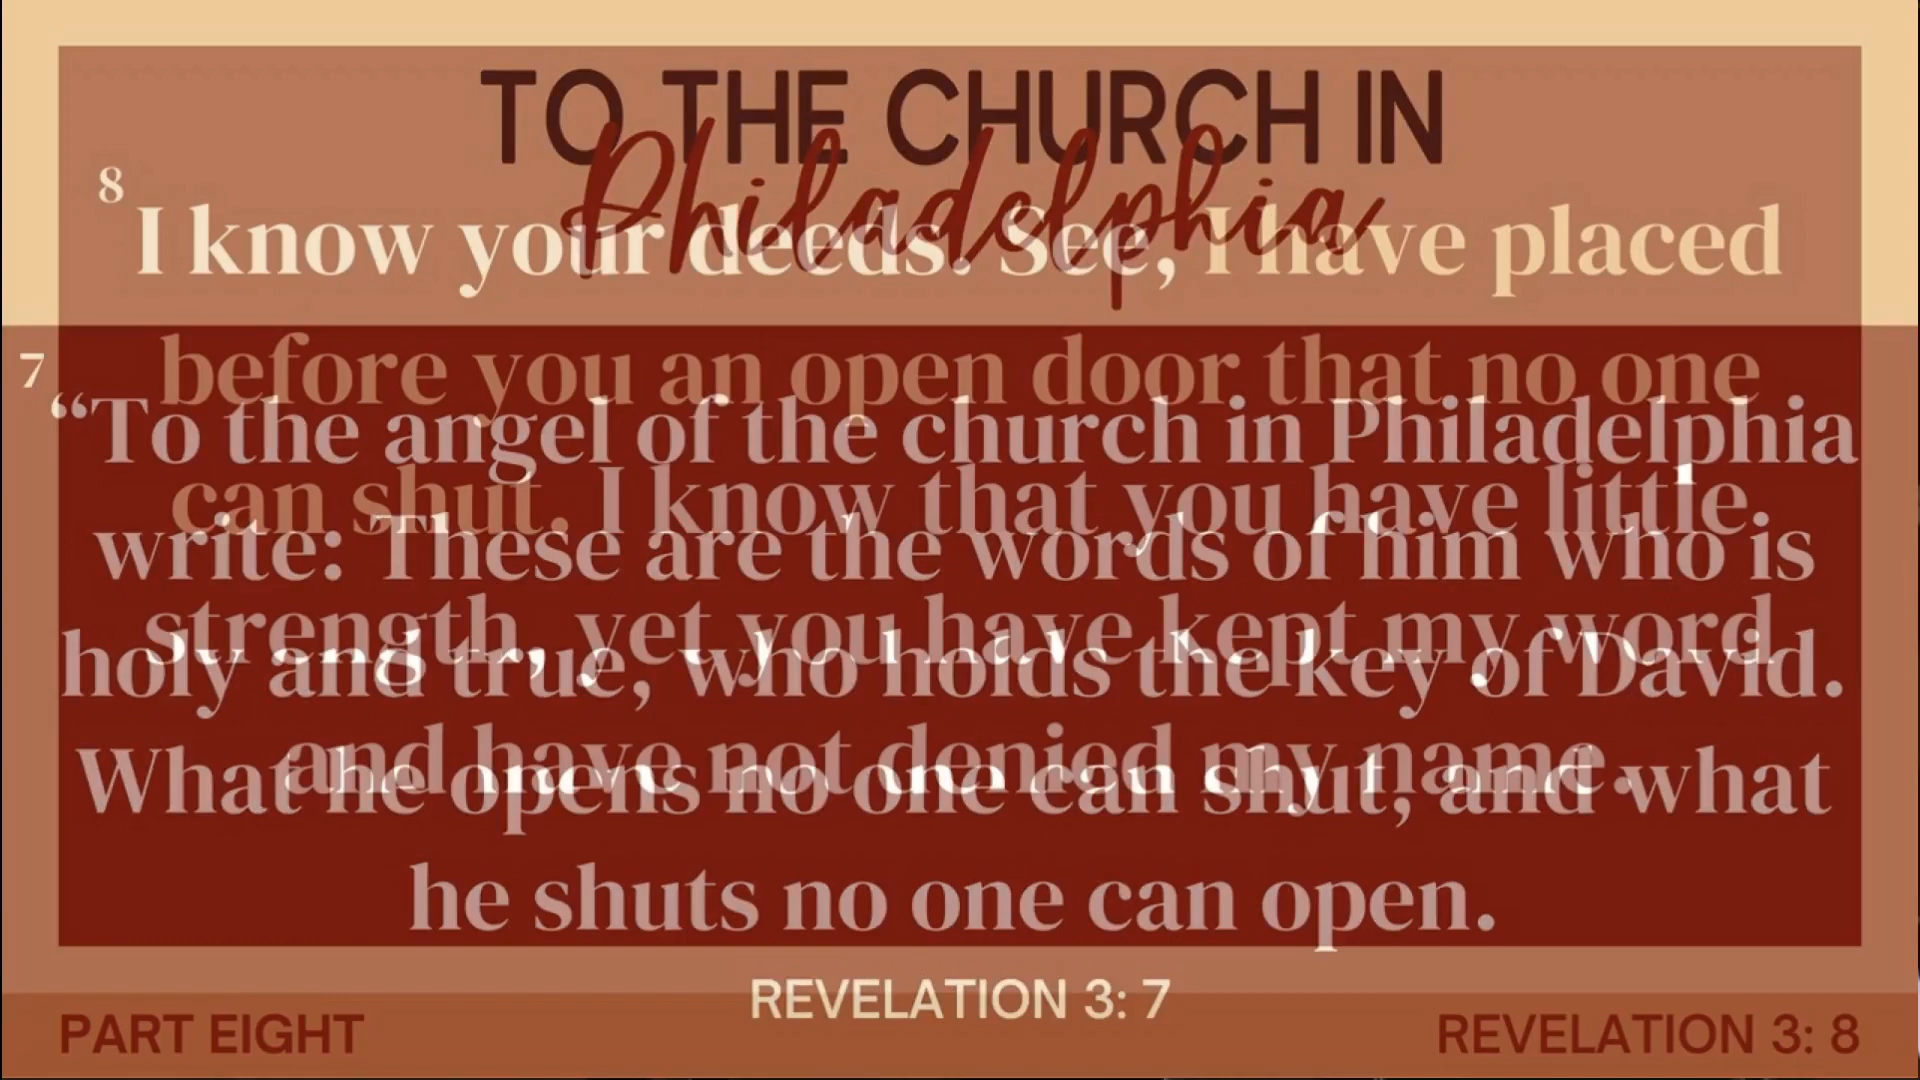 TO THE CHURCH IN
Philadelphia
8
I know your deeds. See, I have placed
before you an open door that no one
can shut. I know that you have little
strength, yet you have kept my word
and have not denied my name.
7
“To the angel of the church in Philadelphia
write: These are the words of him who is
holy and true, who holds the key of David.
What he opens no one can shut, and what
he shuts no one can open.
REVELATION 3: 7
PART EIGHT
REVELATION 3: 8